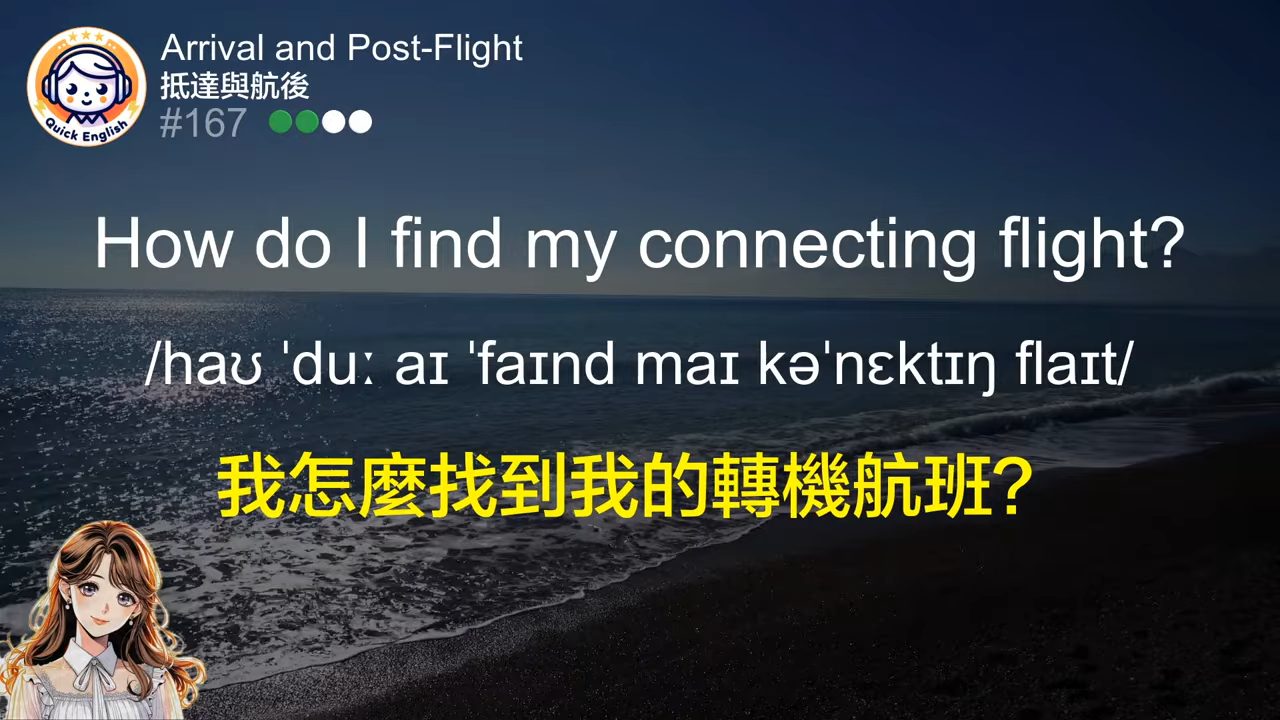 Arrival and Post-Flight
抵達與航後
#167
Quick English
How do I find my connecting flight?
/haʊ ˈduː aɪ ˈfaɪnd maɪ kəˈnɛktɪŋ flaɪt/
我怎麼找到我的轉機航班?